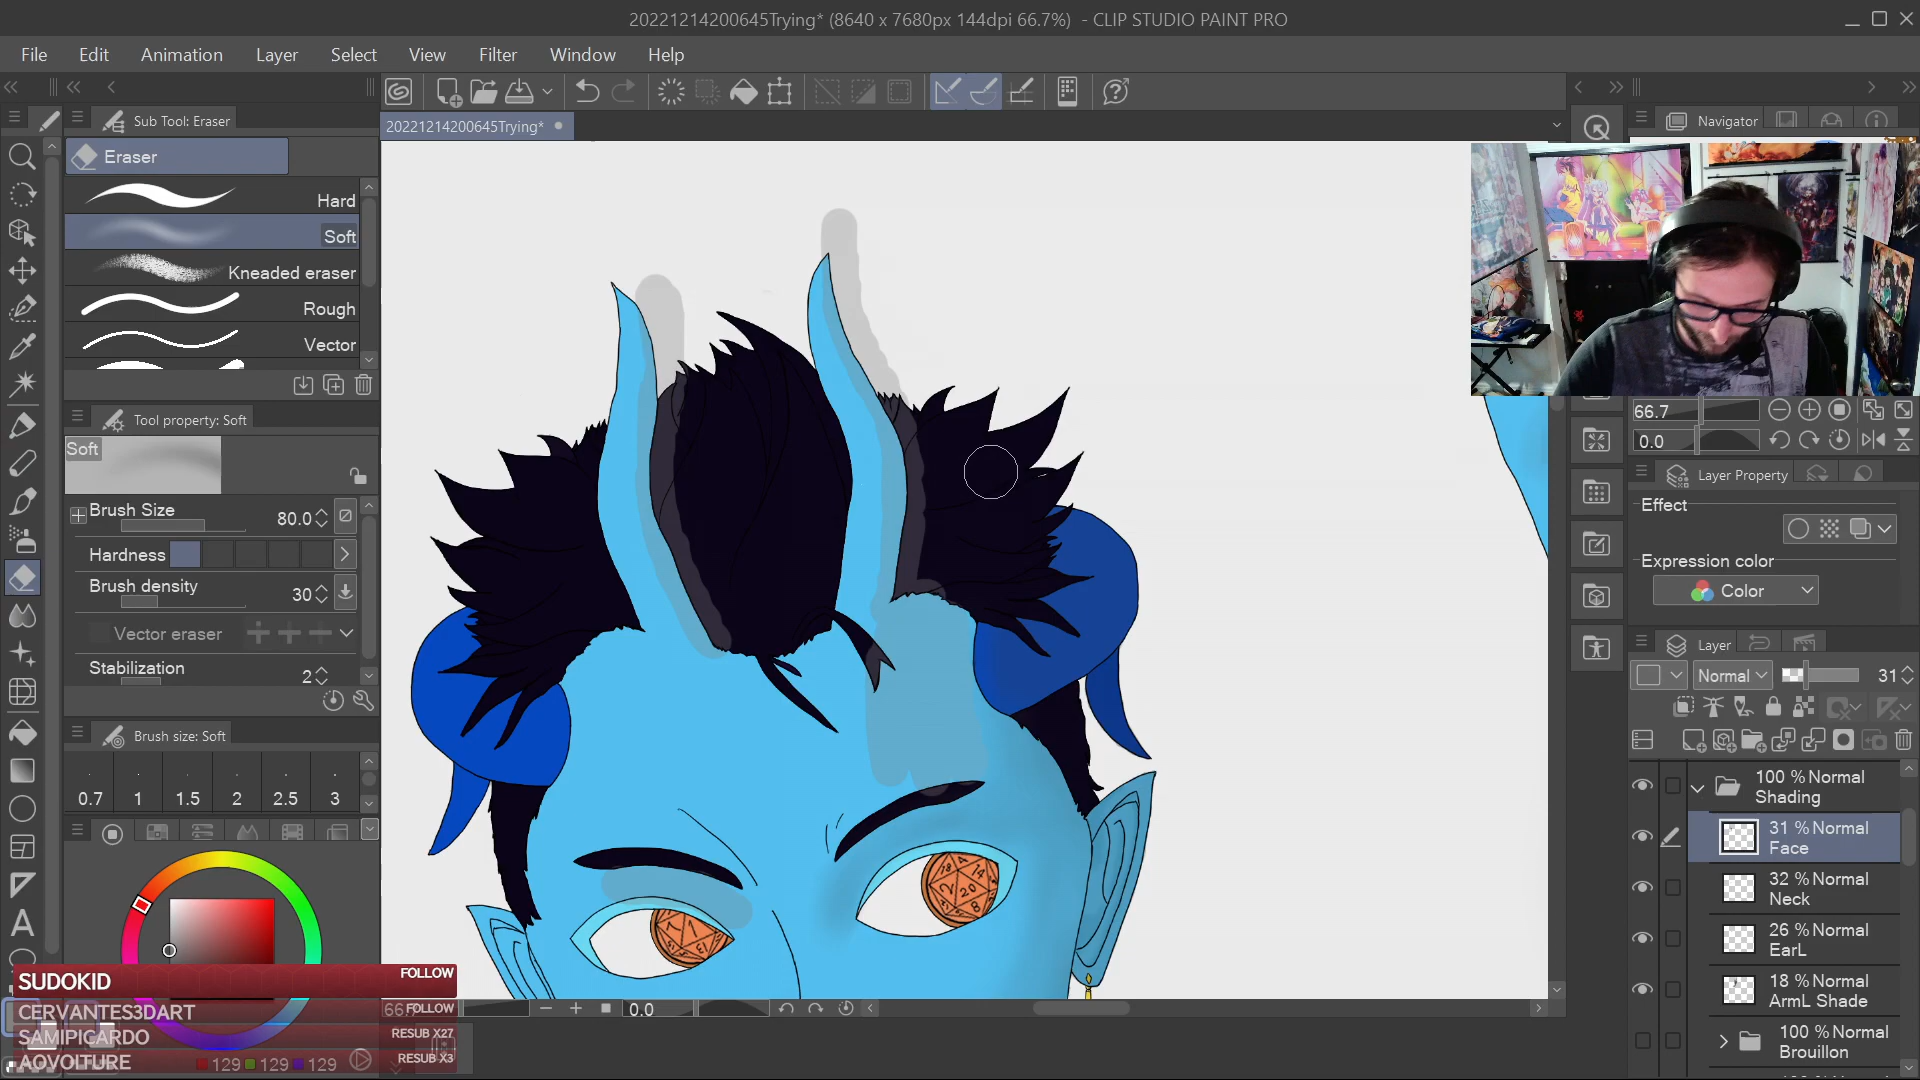 20221214200645Trying* (8640 x 7680px 144dpi 66.7%)  - CLIP STUDIO PAINT PRO
File Edit Animation Layer Select View Filter Window Help
Sub Tool: Eraser
20221214200645Trying*
Navigator
Eraser
Hard
Soft
Kneaded eraser
Rough
Vector
Tool property: Soft
Soft
Brush Size 80.0
Hardness
Brush density 30
Vector eraser
Stabilization 2
Brush size: Soft
0.7 1 1.5 2 2.5 3
66.7
0.0
Layer Property
Effect
Expression color
Color
Layer
Normal 31
100 % Normal
Shading
31 % Normal
Face
32 % Normal
Neck
26 % Normal
EarL
18 % Normal
ArmL Shade
100 % Normal
Brouillon
SUDOKID FOLLOW
CERVANTES3DART FOLLOW
SAMIPICARDO RESUB X27
AOVOLTURE RESUB X3
129 129 129
0.0